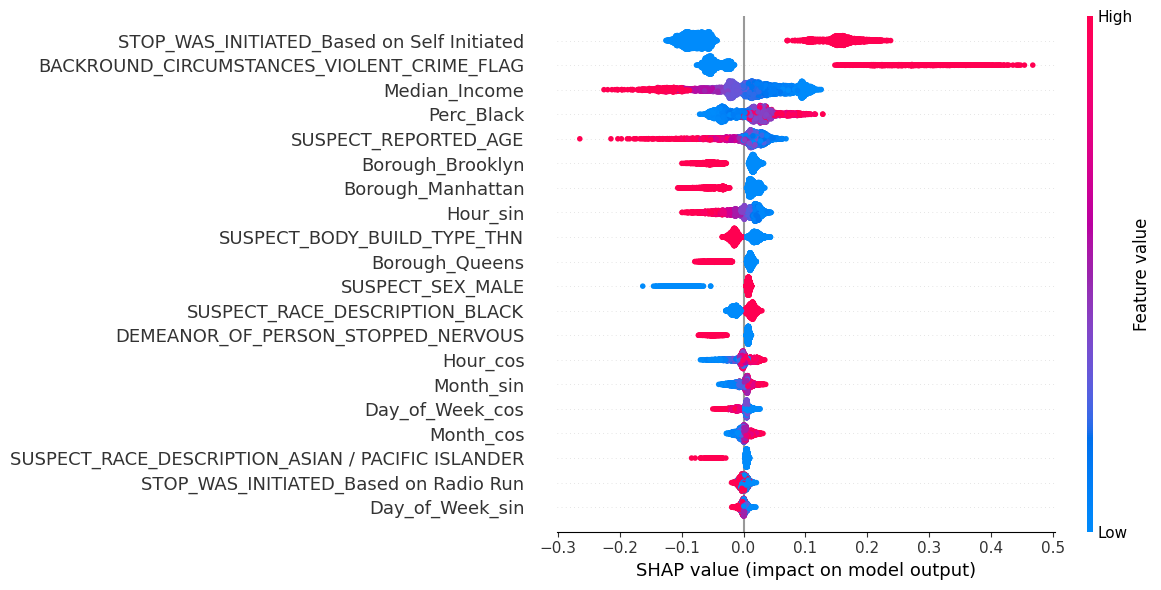 High
STOP_WAS_INITIATED_Based on Self Initiated
BACKROUND_CIRCUMSTANCES_VIOLENT_CRIME_FLAG
Median_Income
Perc_Black
SUSPECT_REPORTED_AGE
Borough_Brooklyn
Borough_Manhattan
Hour_sin
SUSPECT_BODY_BUILD_TYPE_THN
Borough_Queens
SUSPECT_SEX_MALE
SUSPECT_RACE_DESCRIPTION_BLACK
DEMEANOR_OF_PERSON_STOPPED_NERVOUS
Hour_cos
Month_sin
Day_of_Week_cos
Month_cos
SUSPECT_RACE_DESCRIPTION_ASIAN / PACIFIC ISLANDER
STOP_WAS_INITIATED_Based on Radio Run
Day_of_Week_sin
Feature value
Low
−0.3 −0.2 −0.1 0.0 0.1 0.2 0.3 0.4 0.5
SHAP value (impact on model output)